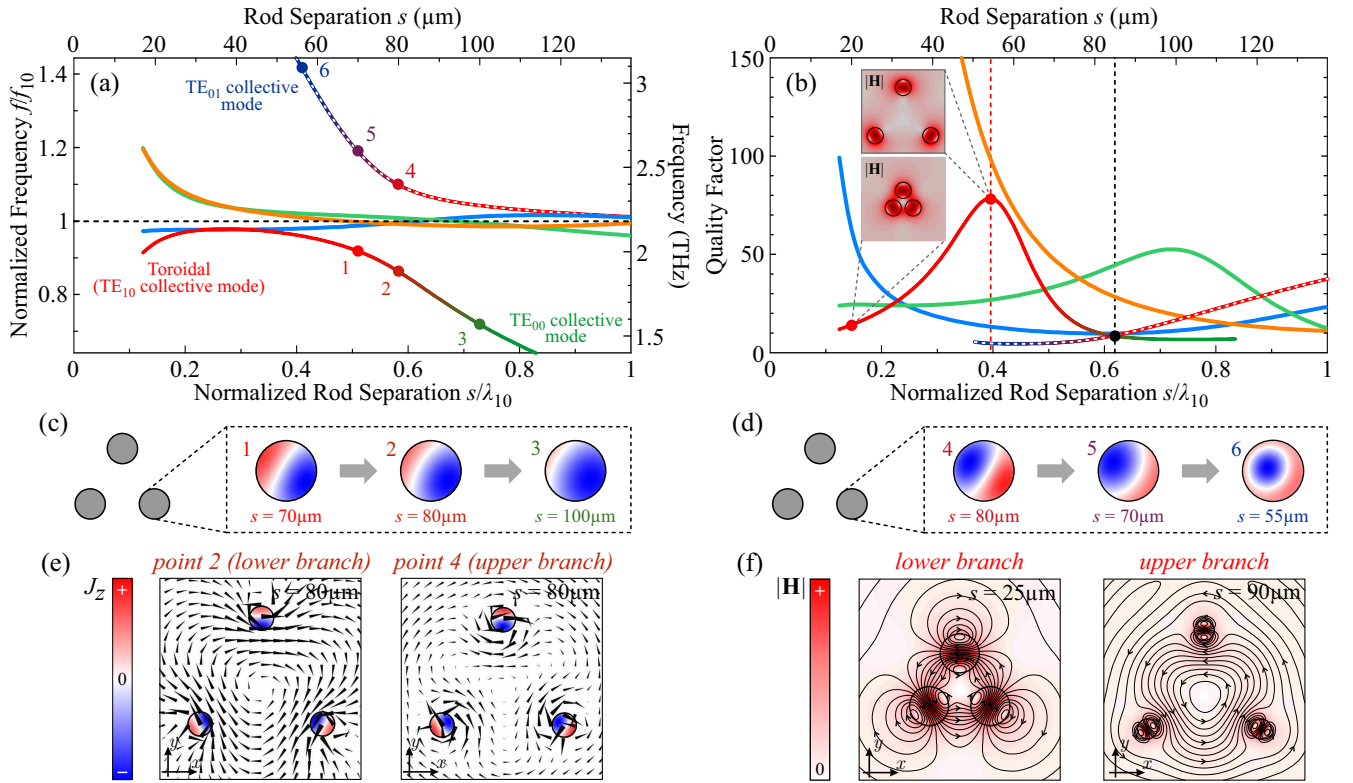 Rod Separation s (μm)
0 20 40 60 80 100 120
(a)
1.4
1.2
1
0.8
Normalized Frequency f/f10
3
2.5
2
1.5
Frequency (THz)
TE01 collective
mode
6
5
4
Toroidal
(TE10 collective mode)
1
2
3
TE00 collective
mode
0 0.2 0.4 0.6 0.8 1
Normalized Rod Separation s/λ10
Rod Separation s (μm)
0 20 40 60 80 100 120
(b)
150
100
50
0
Quality Factor
|H|
|H|
0 0.2 0.4 0.6 0.8 1
Normalized Rod Separation s/λ10
(c)
1 2 3
s = 70μm s = 80μm s = 100μm
(d)
4 5 6
s = 80μm s = 70μm s = 55μm
(e)
point 2 (lower branch) point 4 (upper branch)
JZ
+
0
−
s = 80μm
s = 80μm
y
x
y
x
(f)
lower branch upper branch
|H|
+
0
s = 25μm
s = 90μm
y
x
y
x